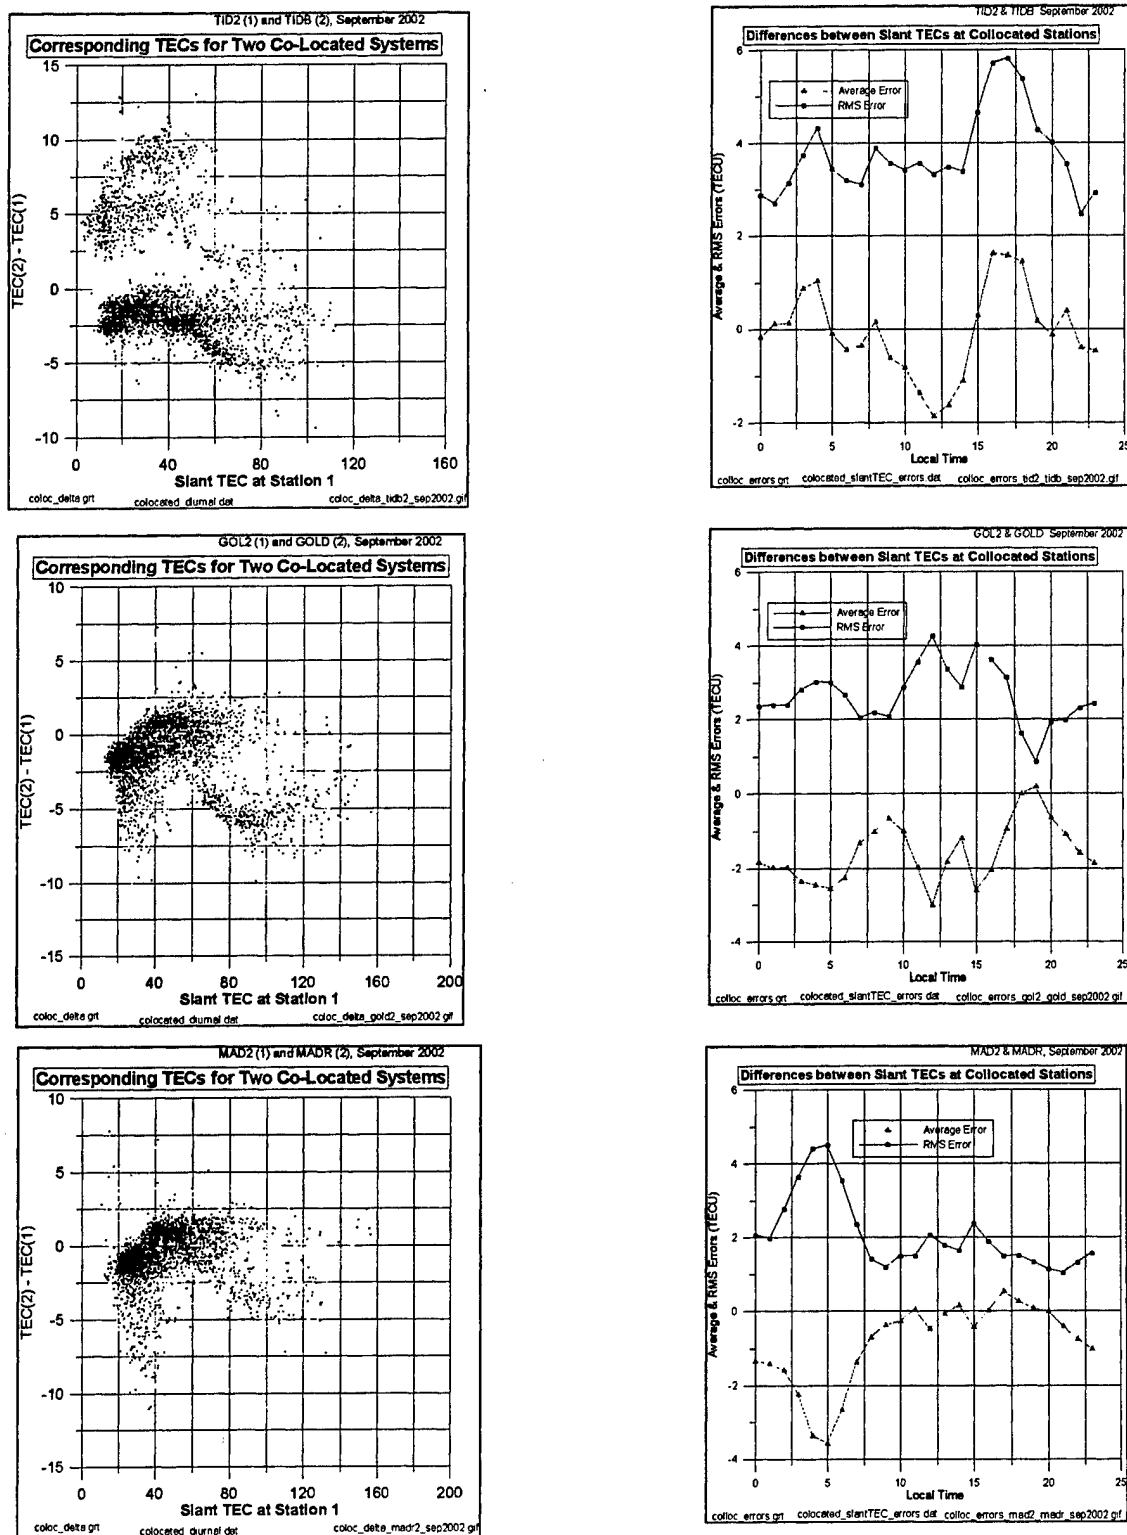 TID2 (1) and TIDB (2), September 2002
Corresponding TECs for Two Co-Located Systems
TEC(2) - TEC(1)
15
10
5
0
-5
-10
0 40 80 120 160
Slant TEC at Station 1
coloc_delta grt colocated diurnal dat coloc_delta_tidb2_sep2002.gif
TID2 & TIDB September 2002
Differences between Slant TECs at Collocated Stations
Average & RMS Errors (TECU)
Average Error
RMS Error
6
4
2
0
-2
0 5 10 15 20 25
Local Time
colloc_errors grt colocated_slantTEC_errors dat colloc_errors_tid2_tidb_sep2002.gif
GOL2 (1) and GOLD (2), September 2002
Corresponding TECs for Two Co-Located Systems
TEC(2) - TEC(1)
10
5
0
-5
-10
-15
0 40 80 120 160 200
Slant TEC at Station 1
coloc_delta grt colocated diurnal dat coloc_delta_gold2_sep2002 gif
GOL2 & GOLD September 2002
Differences between Slant TECs at Collocated Stations
Average & RMS Errors (TECU)
Average Error
RMS Error
6
4
2
0
-2
-4
0 5 10 15 20 25
Local Time
colloc_errors grt colocated_slantTEC_errors dat colloc_errors_gol2_gold_sep2002 gif
MAD2 (1) and MADR (2), September 2002
Corresponding TECs for Two Co-Located Systems
TEC(2) - TEC(1)
10
5
0
-5
-10
-15
0 40 80 120 160 200
Slant TEC at Station 1
coloc_delta grt colocated diurnal dat coloc_delta_madr2_sep2002 gif
MAD2 & MADR, September 2002
Differences between Slant TECs at Collocated Stations
Average & RMS Errors (TECU)
Average Error
RMS Error
6
4
2
0
-2
-4
0 5 10 15 20 25
Local Time
colloc_errors grt colocated_slantTEC_errors dat colloc_errors_mad2_madr_sep2002 gif